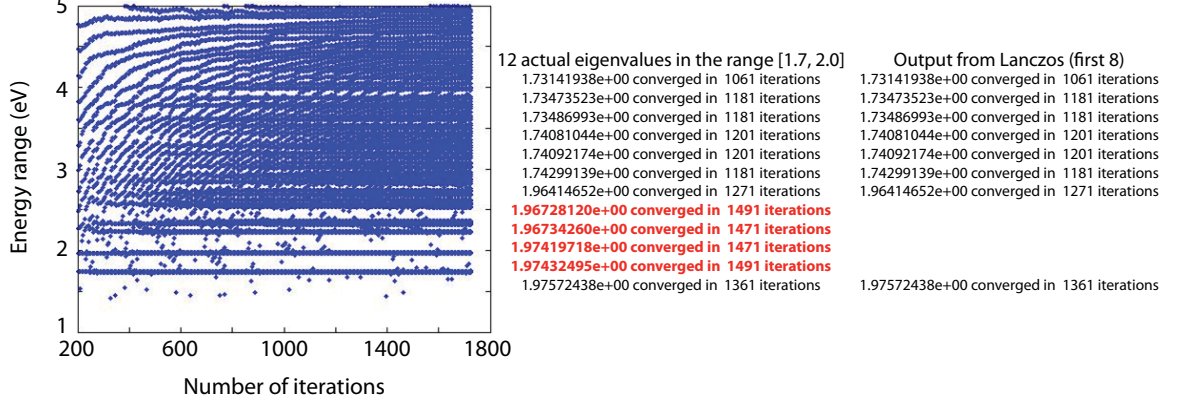 5
4
3
2
1
Energy range (eV)
200 600 1000 1400 1800
Number of iterations
12 actual eigenvalues in the range [1.7, 2.0]
1.73141938e+00 converged in 1061 iterations
1.73473523e+00 converged in 1181 iterations
1.73486993e+00 converged in 1181 iterations
1.74081044e+00 converged in 1201 iterations
1.74092174e+00 converged in 1201 iterations
1.74299139e+00 converged in 1181 iterations
1.96414652e+00 converged in 1271 iterations
1.96728120e+00 converged in 1491 iterations
1.96734260e+00 converged in 1471 iterations
1.97419718e+00 converged in 1471 iterations
1.97432495e+00 converged in 1491 iterations
1.97572438e+00 converged in 1361 iterations
Output from Lanczos (first 8)
1.73141938e+00 converged in 1061 iterations
1.73473523e+00 converged in 1181 iterations
1.73486993e+00 converged in 1181 iterations
1.74081044e+00 converged in 1201 iterations
1.74092174e+00 converged in 1201 iterations
1.74299139e+00 converged in 1181 iterations
1.96414652e+00 converged in 1271 iterations
1.97572438e+00 converged in 1361 iterations